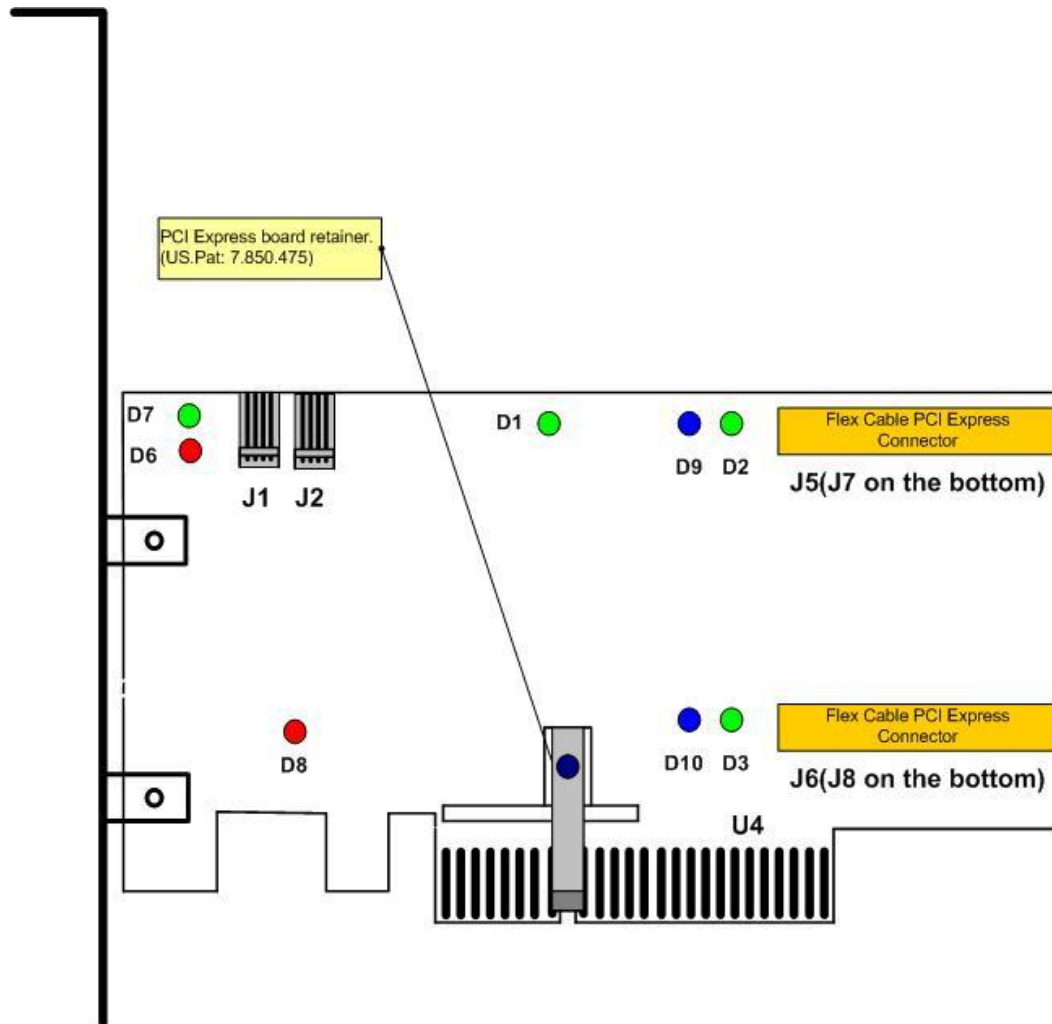 PCI Express board retainer.
(US.Pat: 7.850.475)
D7
D6
J1
J2
D1
D9
D2
Flex Cable PCI Express
Connector
J5(J7 on the bottom)
D8
D10
D3
Flex Cable PCI Express
Connector
J6(J8 on the bottom)
U4